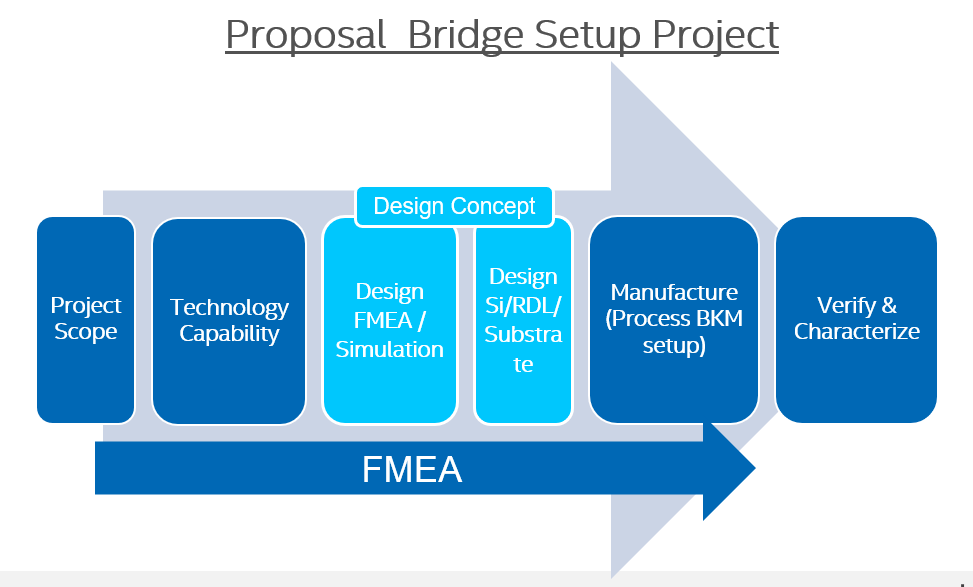 Proposal  Bridge Setup Project
Design Concept
Project
Scope
Technology
Capability
Design
FMEA /
Simulation
Design
Si/RDL/
Substra
te
Manufacture
(Process BKM
setup)
Verify &
Characterize
FMEA